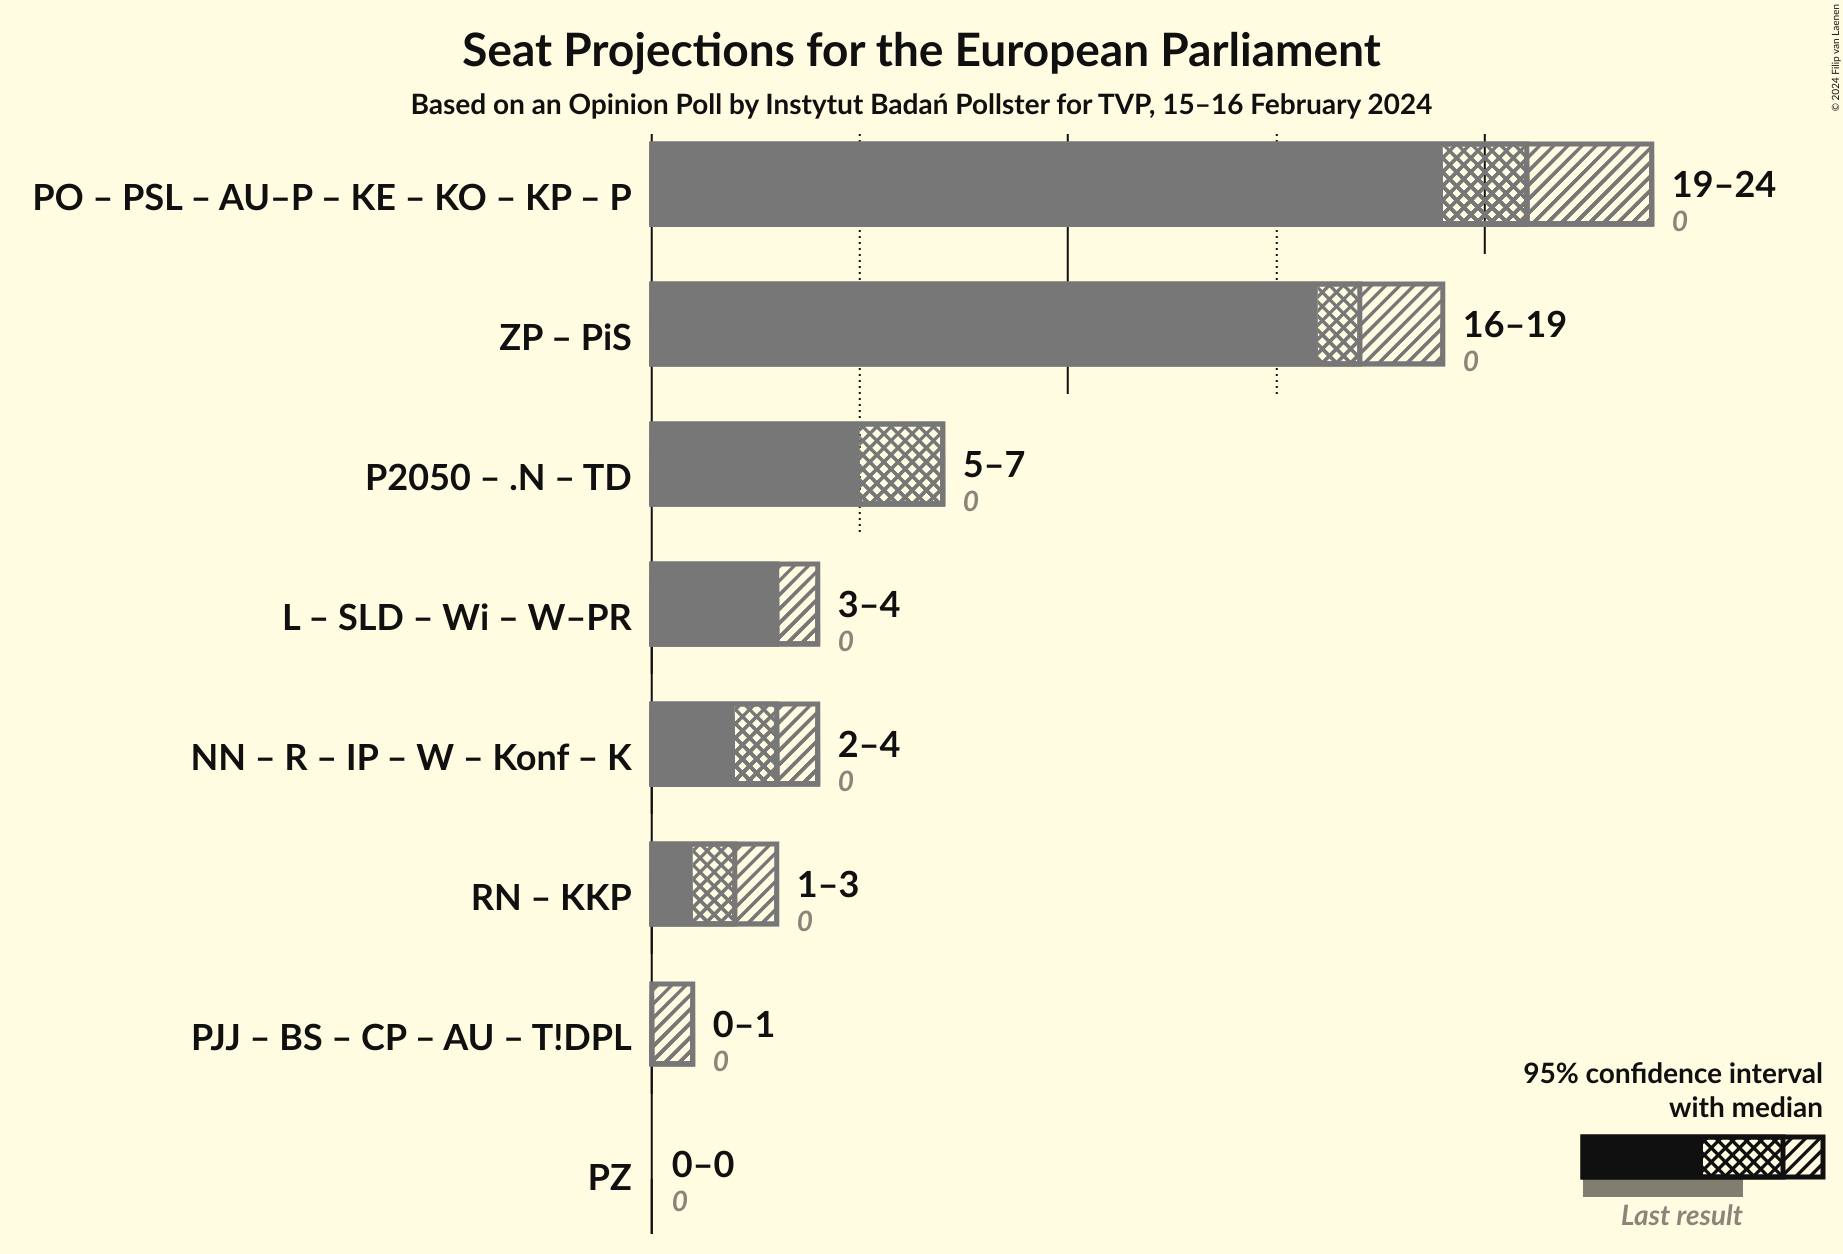 Seat Projections for the European Parliament
Based on an Opinion Poll by Instytut Badań Pollster for TVP, 15–16 February 2024
© 2024 Filip van Laenen
PO – PSL – AU–P – KE – KO – KP – P
19–24
0
ZP – PiS
16–19
0
P2050 – .N – TD
5–7
0
L – SLD – Wi – W–PR
3–4
0
NN – R – IP – W – Konf – K
2–4
0
RN – KKP
1–3
0
PJJ – BS – CP – AU – T!DPL
0–1
0
PZ
0–0
0
95% confidence interval
with median
Last result